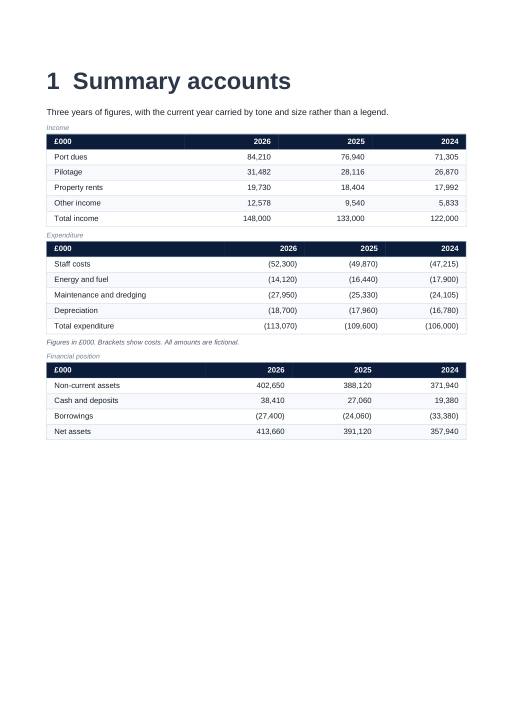 1 Summary accounts
Three years of figures, with the current year carried by tone and size rather than a legend.
Income
£000 2026 2025 2024
Port dues 84,210 76,940 71,305
Pilotage 31,482 28,116 26,870
Property rents 19,730 18,404 17,992
Other income 12,578 9,540 5,833
Total income 148,000 133,000 122,000
Expenditure
£000 2026 2025 2024
Staff costs (52,300) (49,870) (47,215)
Energy and fuel (14,120) (16,440) (17,900)
Maintenance and dredging (27,950) (25,330) (24,105)
Depreciation (18,700) (17,960) (16,780)
Total expenditure (113,070) (109,600) (106,000)
Figures in £000. Brackets show costs. All amounts are fictional.
Financial position
£000 2026 2025 2024
Non-current assets 402,650 388,120 371,940
Cash and deposits 38,410 27,060 19,380
Borrowings (27,400) (24,060) (33,380)
Net assets 413,660 391,120 357,940